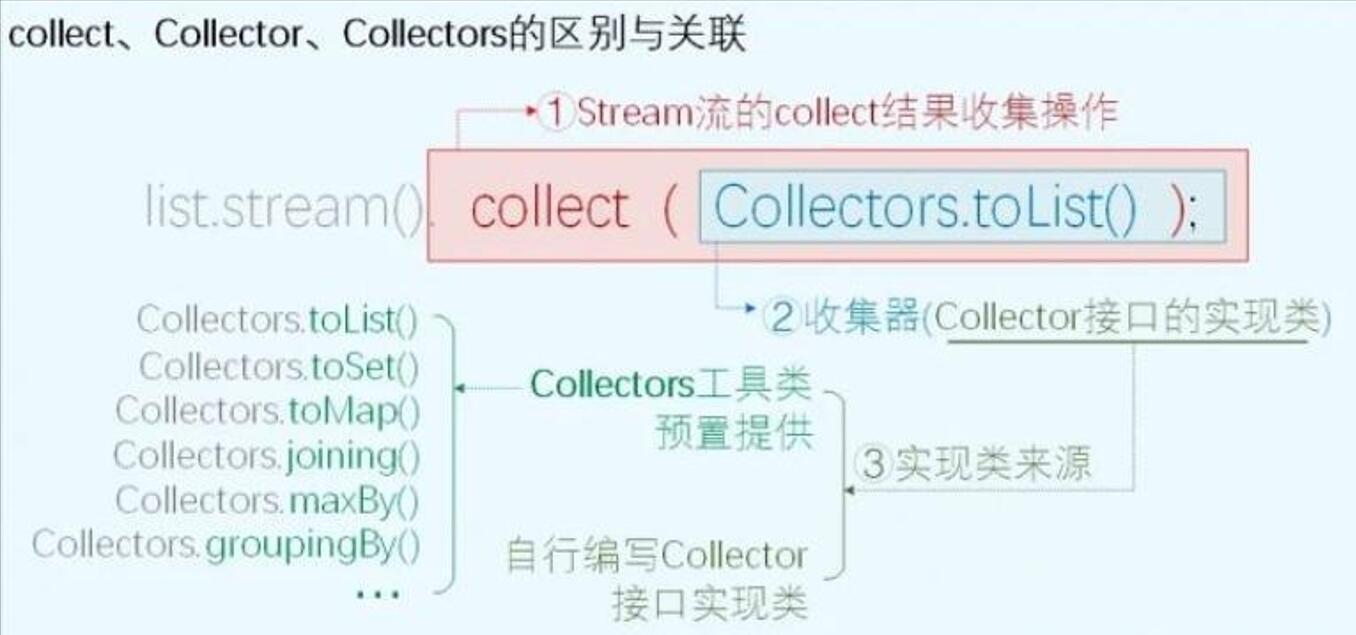 collect、Collector、Collectors的区别与关联
①Stream流的collect结果收集操作
list.stream(). collect ( Collectors.toList() );
②收集器(Collector接口的实现类)
Collectors.toList()
Collectors.toSet()
Collectors.toMap()
Collectors.joining()
Collectors.maxBy()
Collectors.groupingBy()
...
Collectors工具类
预置提供
③实现类来源
自行编写Collector
接口实现类